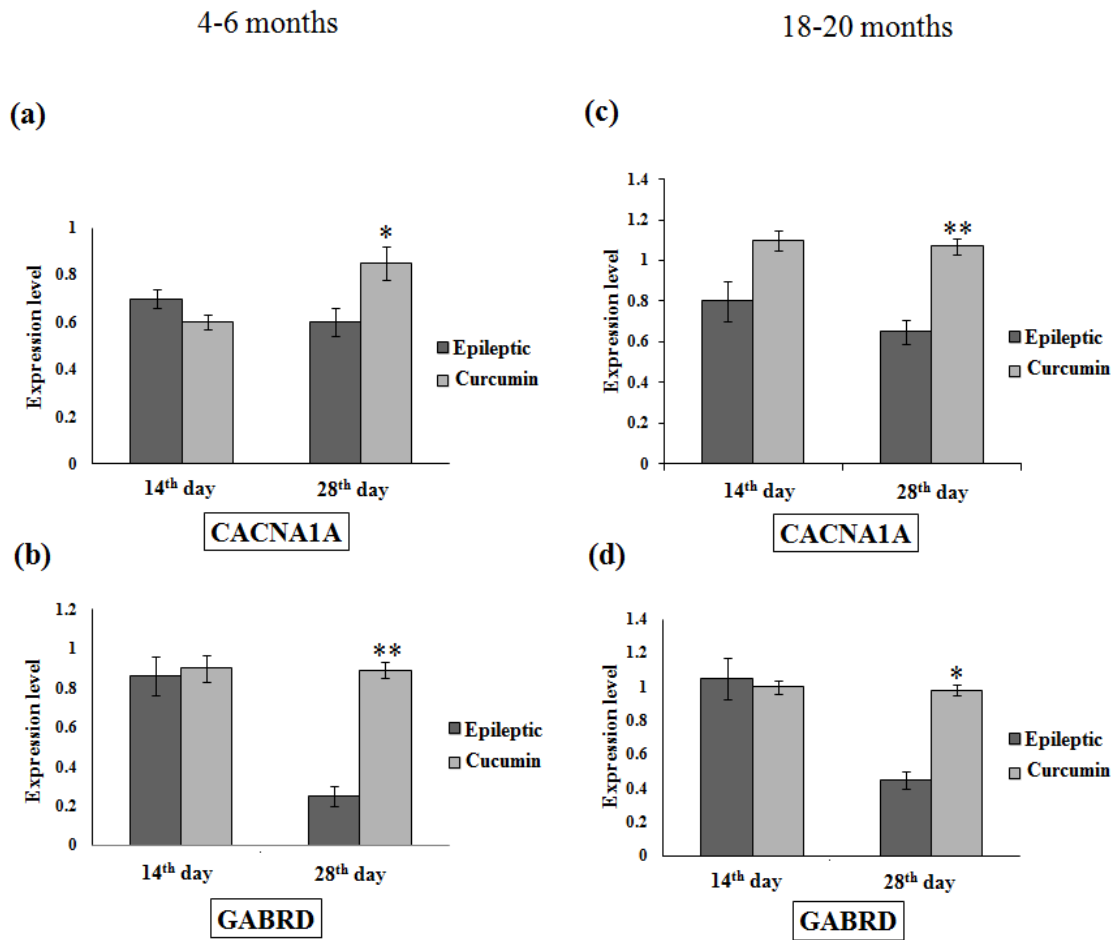 4-6 months
18-20 months
(a)
Expression level
1
0.8
0.6
0.4
0.2
0
*
14th day
28th day
Epileptic
Curcumin
CACNA1A
(c)
Expression level
1.4
1.2
1
0.8
0.6
0.4
0.2
0
**
14th day
28th day
Epileptic
Curcumin
CACNA1A
(b)
Expression level
1.2
1
0.8
0.6
0.4
0.2
0
**
14th day
28th day
Epileptic
Cucumin
GABRD
(d)
Expression level
1.4
1.2
1
0.8
0.6
0.4
0.2
0
*
14th day
28th day
Epileptic
Curcumin
GABRD